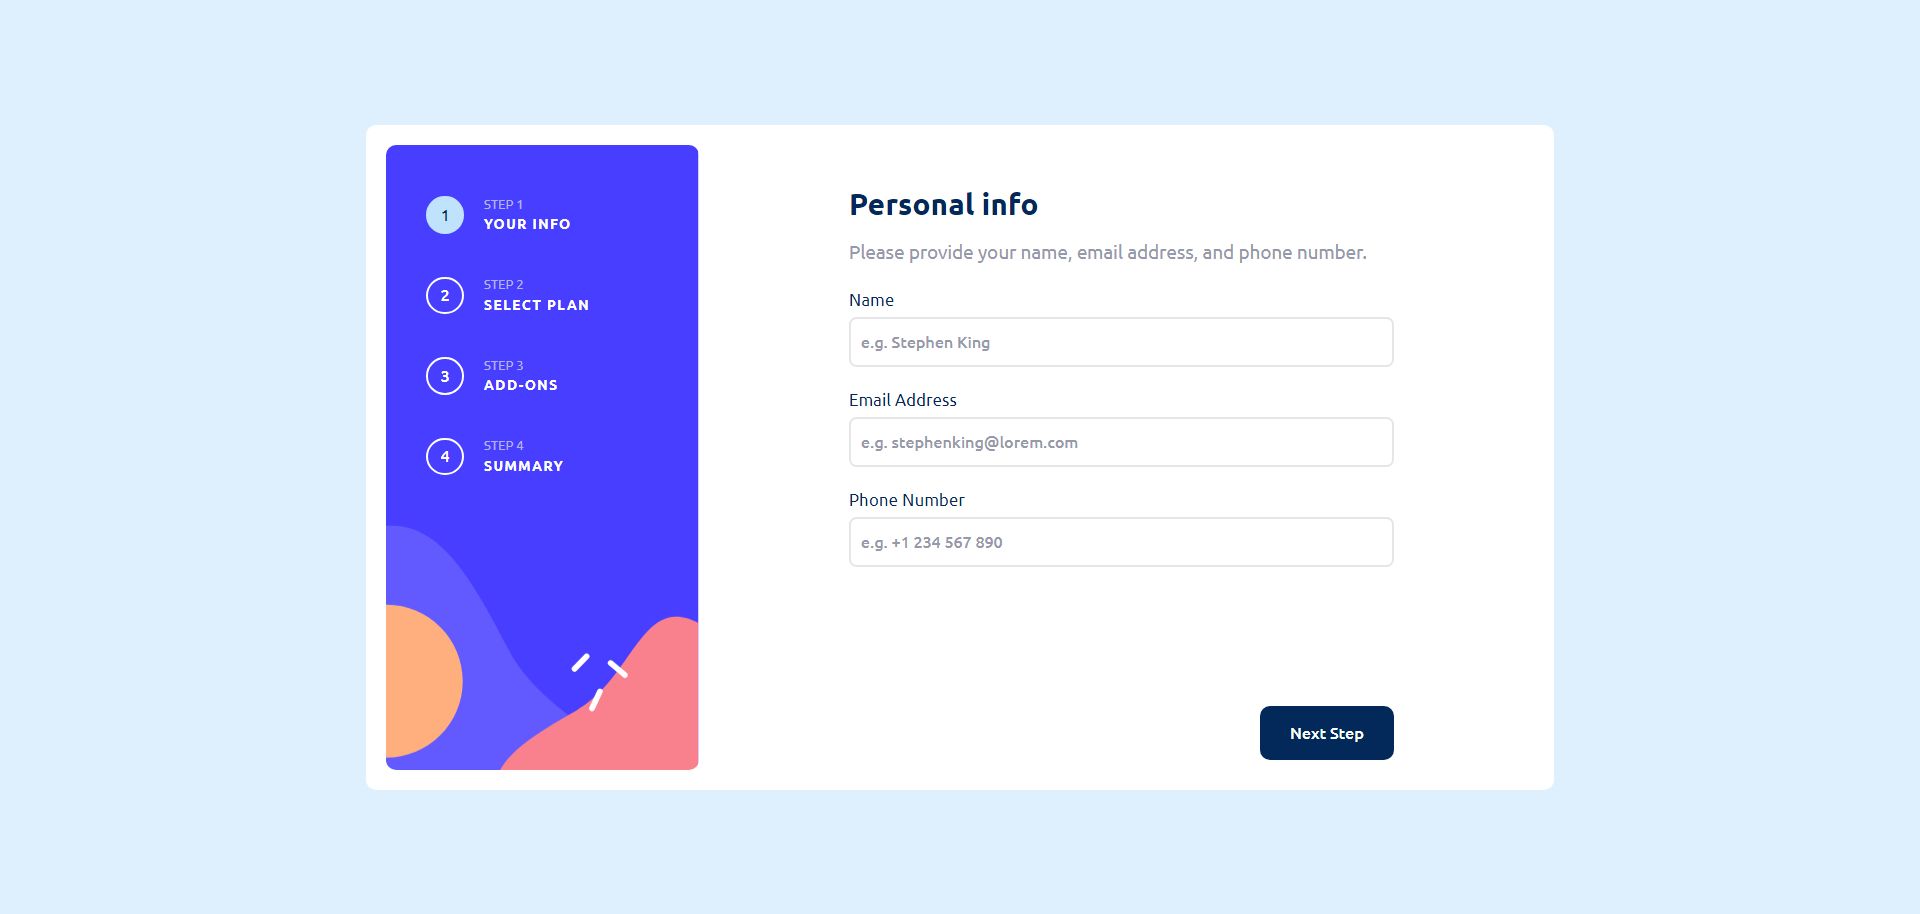 1
STEP 1
YOUR INFO
2
STEP 2
SELECT PLAN
3
STEP 3
ADD-ONS
4
STEP 4
SUMMARY
Personal info
Please provide your name, email address, and phone number.
Name
e.g. Stephen King
Email Address
e.g. stephenking@lorem.com
Phone Number
e.g. +1 234 567 890
Next Step